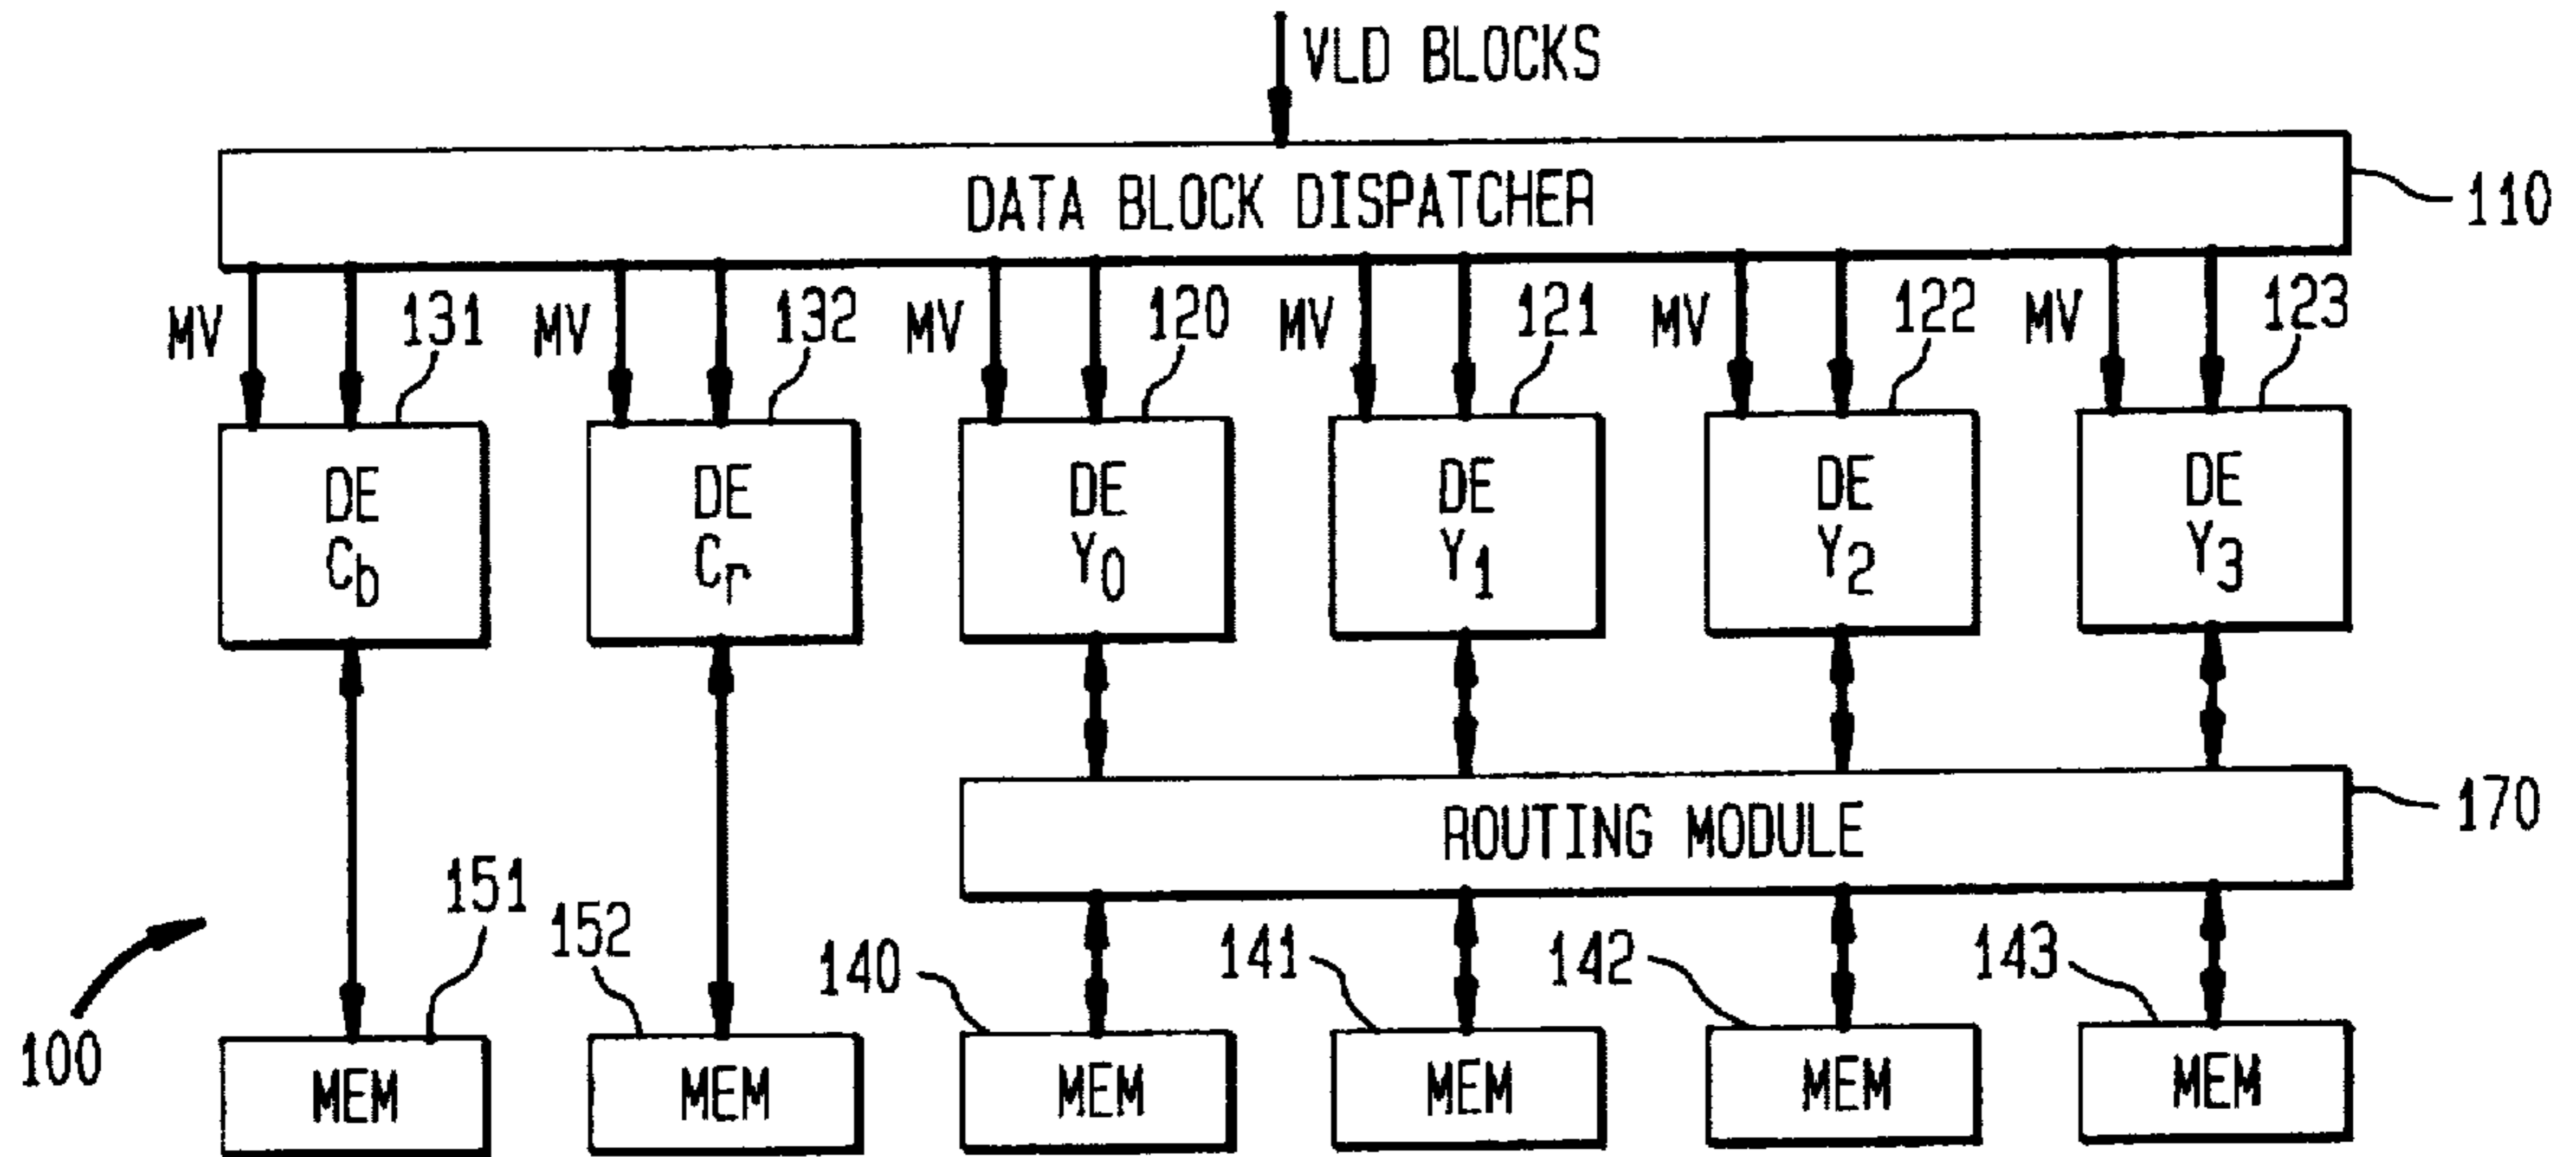 VLD BLOCKS
DATA BLOCK DISPATCHER
110
MV 131 MV 132 MV 120 MV 121 MV 122 MV 123
DE DE DE DE DE DE
Cb Cr Y0 Y1 Y2 Y3
ROUTING MODULE
170
151 152 140 141 142 143
100
MEM MEM MEM MEM MEM MEM